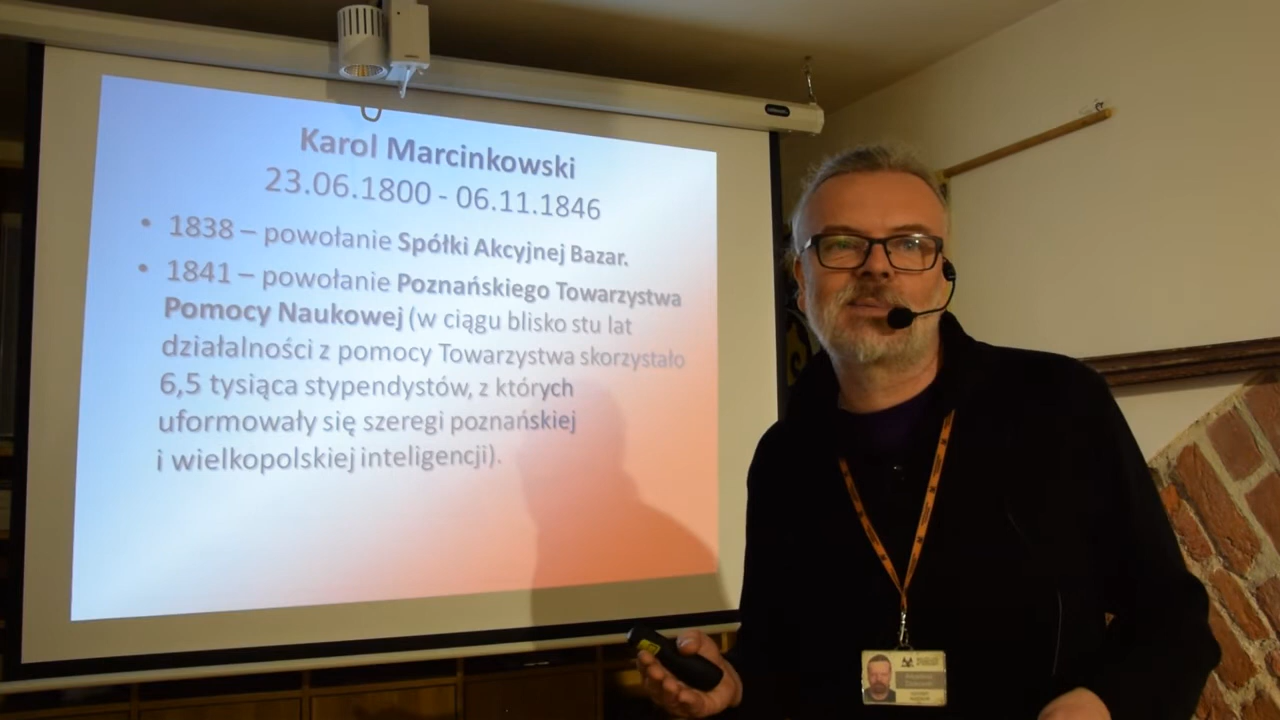 Karol Marcinkowski
23.06.1800 - 06.11.1846
• 1838 – powołanie Spółki Akcyjnej Bazar.
• 1841 – powołanie Poznańskiego Towarzystwa
Pomocy Naukowej (w ciągu blisko stu lat
działalności z pomocy Towarzystwa skorzystało
6,5 tysiąca stypendystów, z których
uformowały się szeregi poznańskiej
i wielkopolskiej inteligencji).